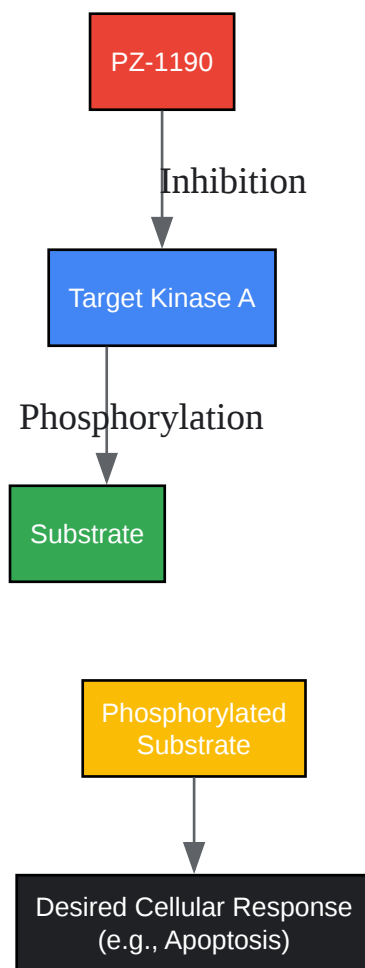 PZ-1190
Inhibition
Target Kinase A
Phosphorylation
Substrate
Phosphorylated
Substrate
Desired Cellular Response
(e.g., Apoptosis)